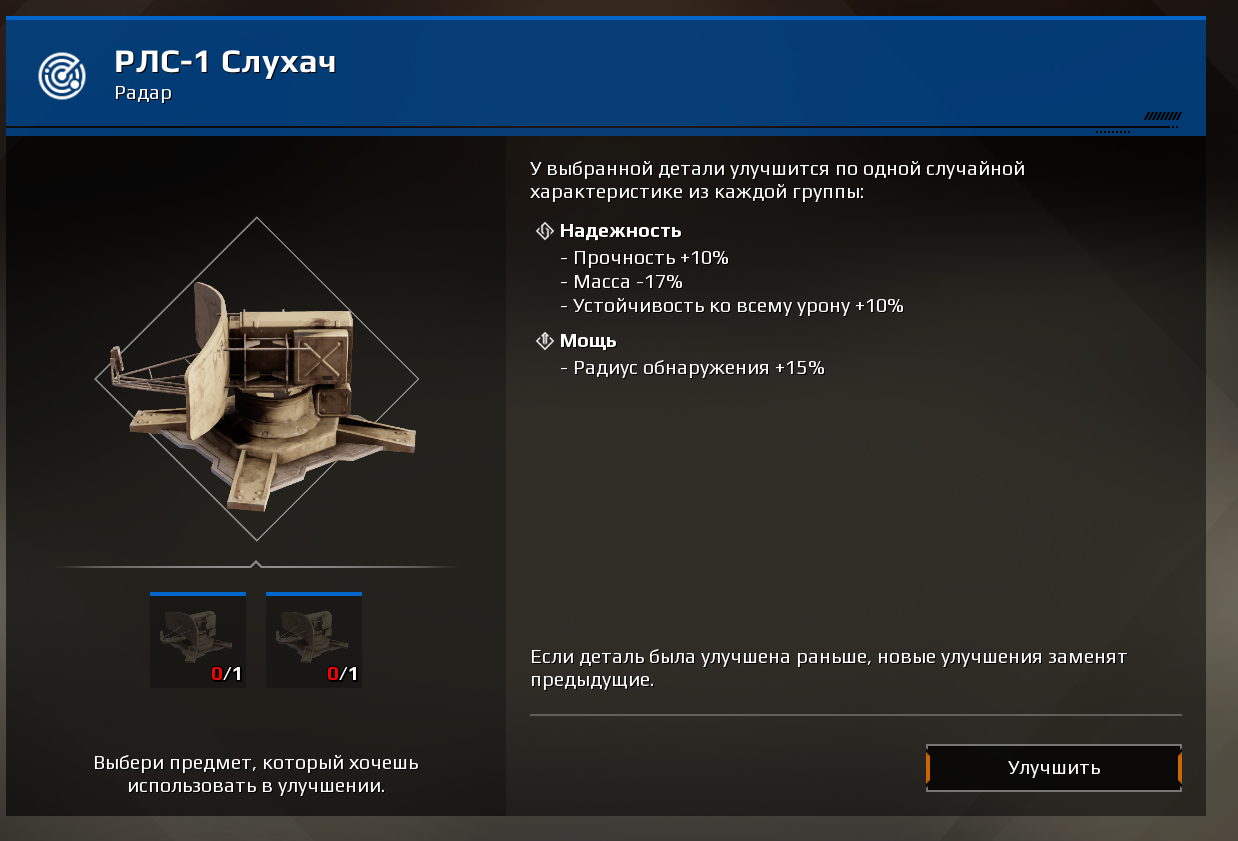 РЛС-1 Слухач
Радар
У выбранной детали улучшится по одной случайной
характеристике из каждой группы:
Надежность
- Прочность +10%
- Масса -17%
- Устойчивость ко всему урону +10%
Мощь
- Радиус обнаружения +15%
0/1
0/1
Выбери предмет, который хочешь
использовать в улучшении.
Если деталь была улучшена раньше, новые улучшения заменят
предыдущие.
Улучшить